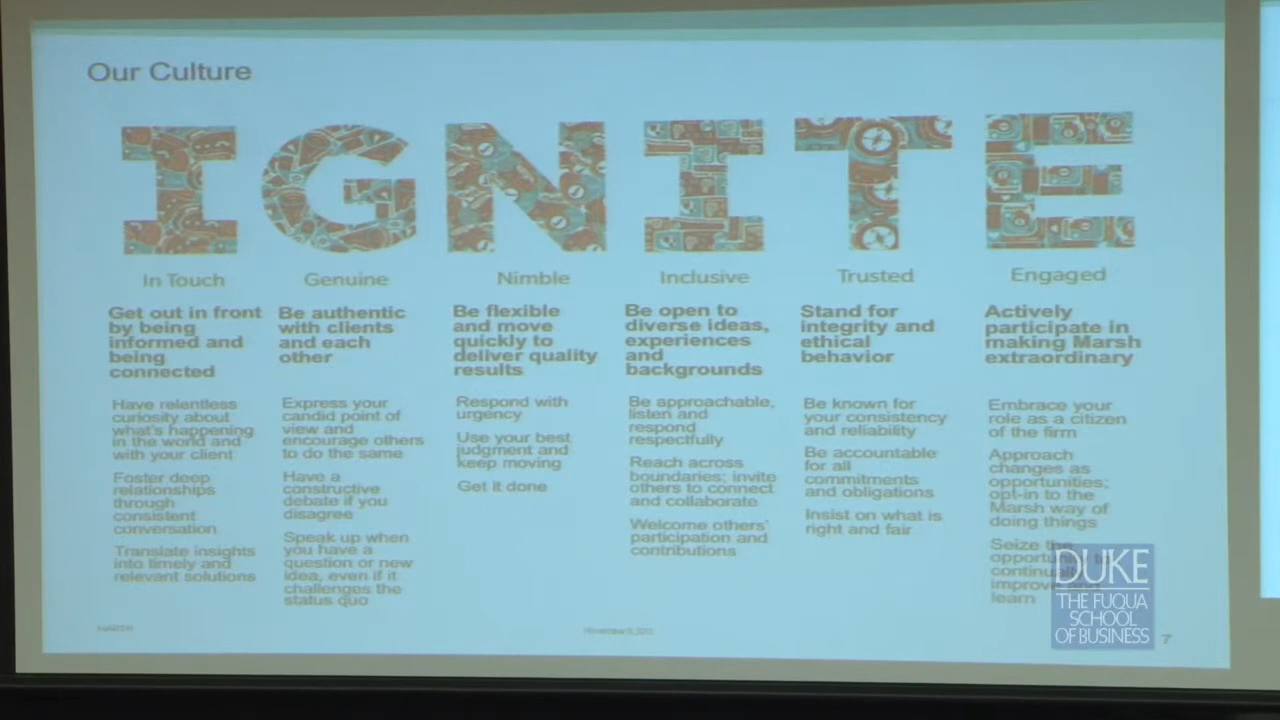 Our Culture
IGNITE
In Touch
Get out in front
by being
informed and
being
connected
Have relentless
curiosity about
what's happening
in the world and
with your client
Foster deep
relationships
through
consistent
conversation
Translate insights
into timely and
relevant solutions
Genuine
Be authentic
with clients
and each
other
Express your
candid point of
view and
encourage others
to do the same
Have a
constructive
debate if you
disagree
Speak up when
you have a
question or new
idea, even if it
challenges the
status quo
Nimble
Be flexible
and move
quickly to
deliver quality
results
Respond with
urgency
Use your best
judgment and
keep moving
Get it done
Inclusive
Be open to
diverse ideas,
experiences
and
backgrounds
Be approachable,
listen and
respond
respectfully
Reach across
boundaries; invite
others to connect
and collaborate
Welcome others'
participation and
contributions
Trusted
Stand for
integrity and
ethical
behavior
Be known for
your consistency
and reliability
Be accountable
for all
commitments
and obligations
Insist on what is
right and fair
Engaged
Actively
participate in
making Marsh
extraordinary
Embrace your
role as a citizen
of the firm
Approach
changes as
opportunities;
opt-in to the
Marsh way of
doing things
Seize the
learn
7
DUKE
THE FUQUA
SCHOOL
OF BUSINESS